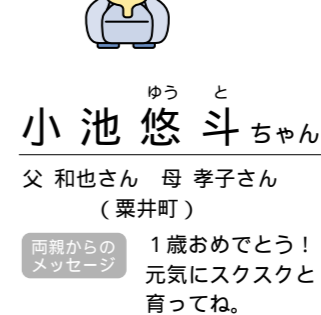 ゆう と
小池悠斗ちゃん
父 和也さん 母 孝子さん
(粟井町)
両親からの
メッセージ
1歳おめでとう！
元気にスクスクと
育ってね。